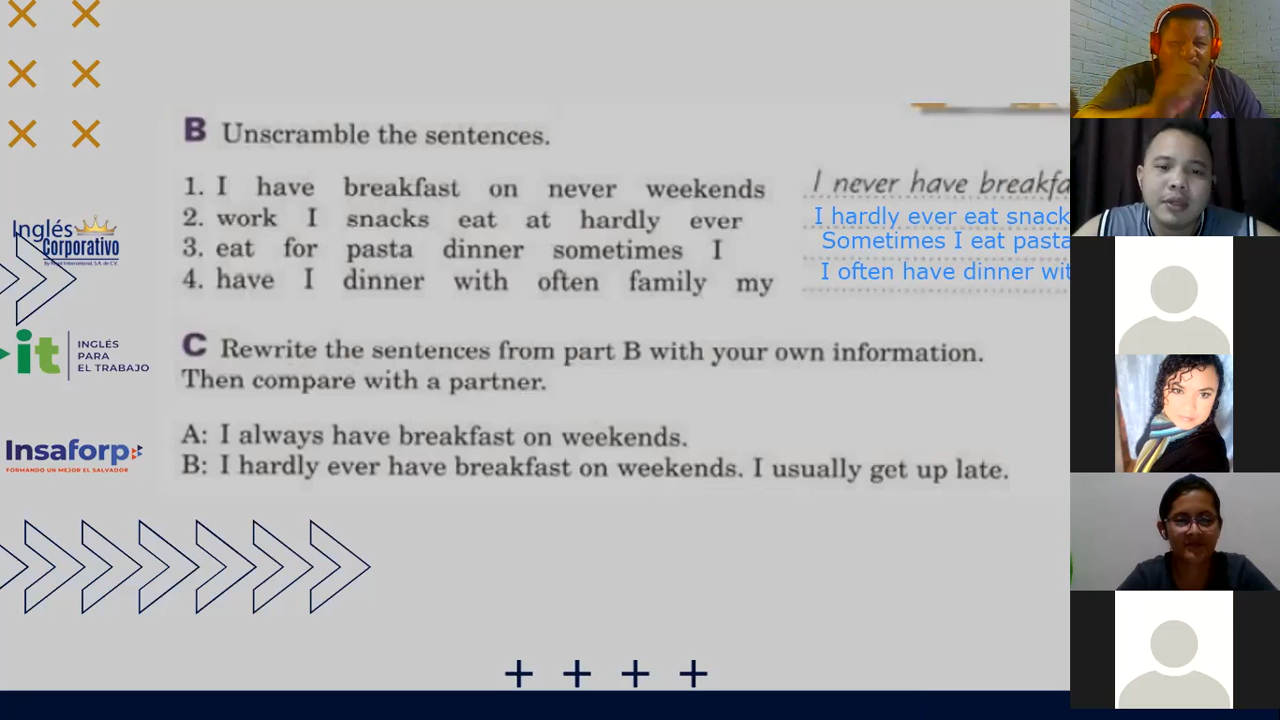 B Unscramble the sentences.
1. I have breakfast on never weekends I never have breakfa
2. work I snacks eat at hardly ever I hardly ever eat snack
3. eat for pasta dinner sometimes I Sometimes I eat pasta
4. have I dinner with often family my I often have dinner wit
Inglés
Corporativo
C Rewrite the sentences from part B with your own information.
Then compare with a partner.
it INGLÉS
PARA
EL TRABAJO
A: I always have breakfast on weekends.
B: I hardly ever have breakfast on weekends. I usually get up late.
Insaforp
FORMANDO UN MEJOR EL SALVADOR